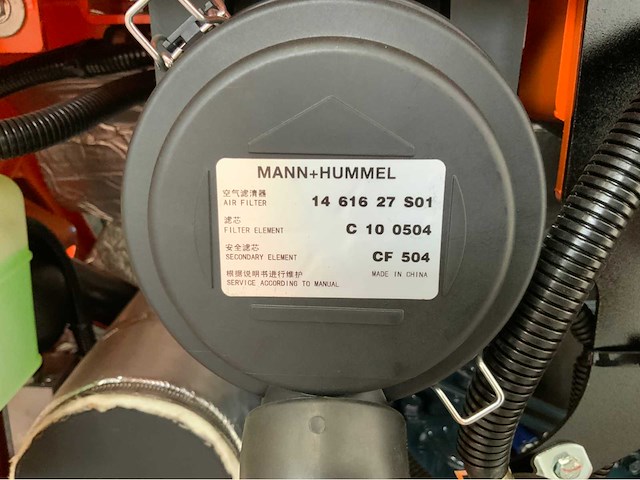 MANN+HUMMEL
空气滤清器
AIR FILTER 14 616 27 S01
滤芯
FILTER ELEMENT C 10 0504
安全滤芯
SECONDARY ELEMENT CF 504
根据说明书进行维护 MADE IN CHINA
SERVICE ACCORDING TO MANUAL